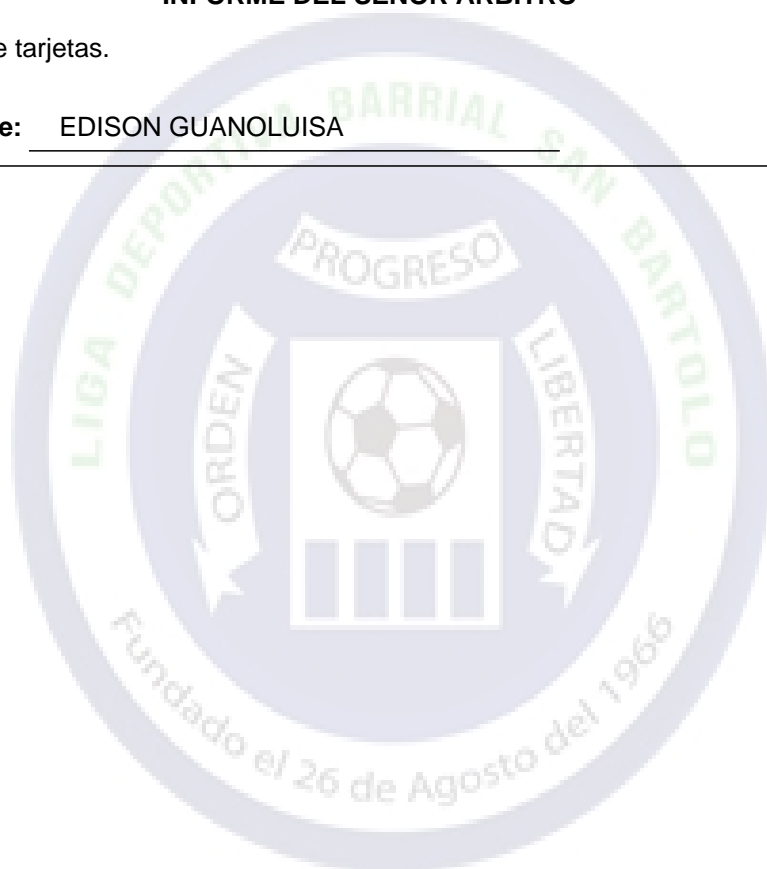 INFORME DEL SEÑOR ARBITRO
e tarjetas.
e: EDISON GUANOLUISA
LIGA DEPORTIVA BARRIAL SAN BARTOLO
PROGRESO
ORDEN
LIBERTAD
Fundado el 26 de Agosto del 1966